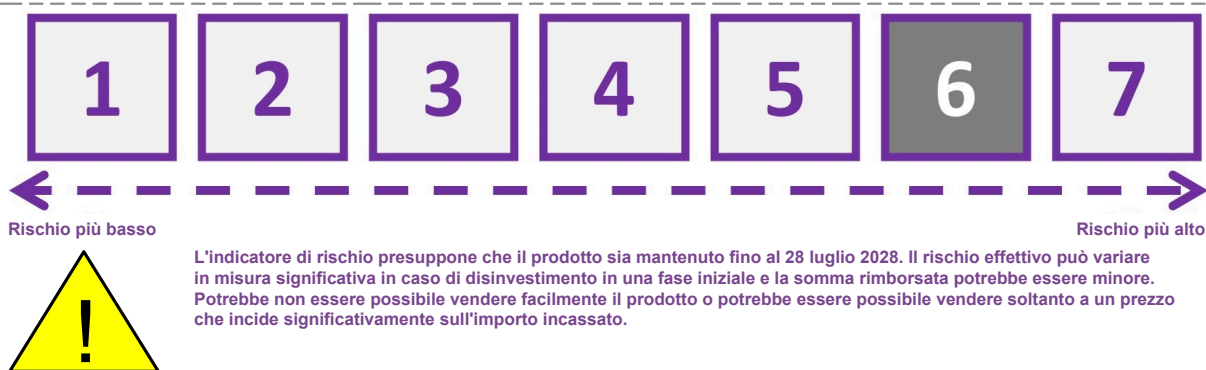 1 2 3 4 5 6 7
Rischio più basso Rischio più alto
!
L'indicatore di rischio presuppone che il prodotto sia mantenuto fino al 28 luglio 2028. Il rischio effettivo può variare
in misura significativa in caso di disinvestimento in una fase iniziale e la somma rimborsata potrebbe essere minore.
Potrebbe non essere possibile vendere facilmente il prodotto o potrebbe essere possibile vendere soltanto a un prezzo
che incide significativamente sull'importo incassato.